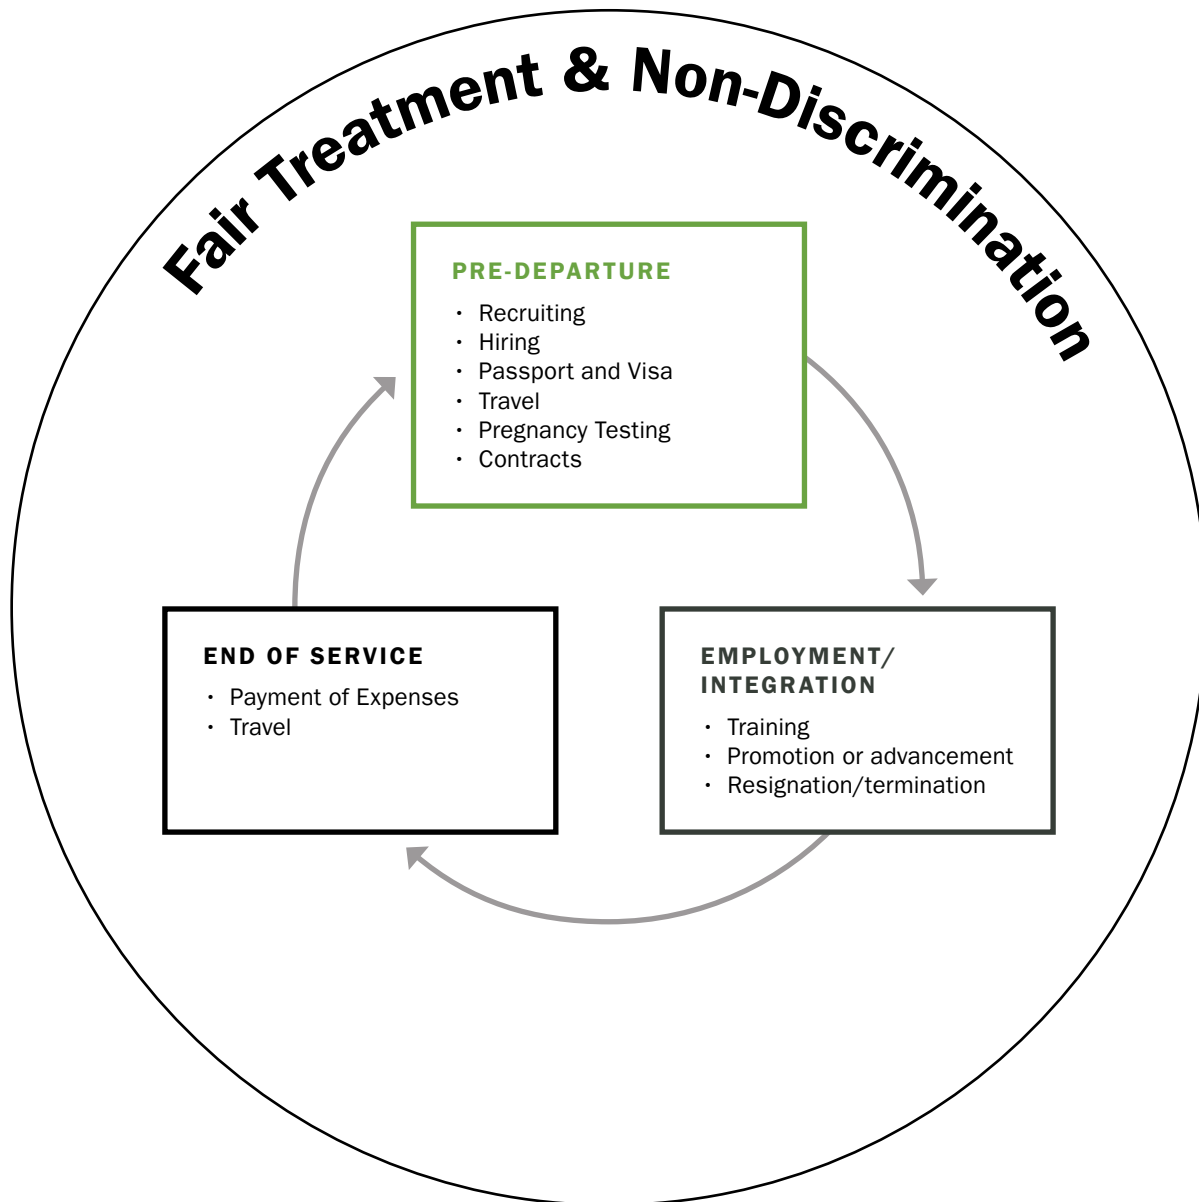 Fair Treatment & Non-Discrimination
PRE-DEPARTURE
· Recruiting
· Hiring
· Passport and Visa
· Travel
· Pregnancy Testing
· Contracts
END OF SERVICE
· Payment of Expenses
· Travel
EMPLOYMENT/
INTEGRATION
· Training
· Promotion or advancement
· Resignation/termination